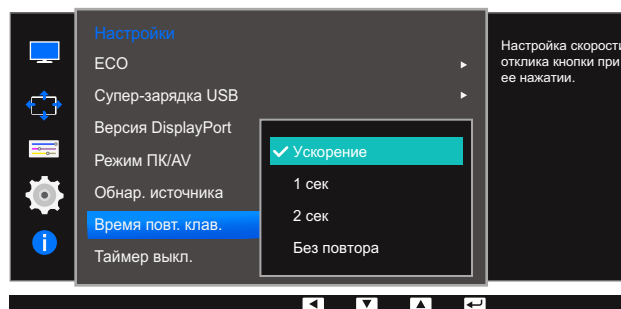 Настройки
ECO
Супер-зарядка USB
Версия DisplayPort
Режим ПК/AV
Обнар. источника
Время повт. клав.
Таймер выкл.
Ускорение
1 сек
2 сек
Без повтора
Настройка скорости
отклика кнопки при
ее нажатии.